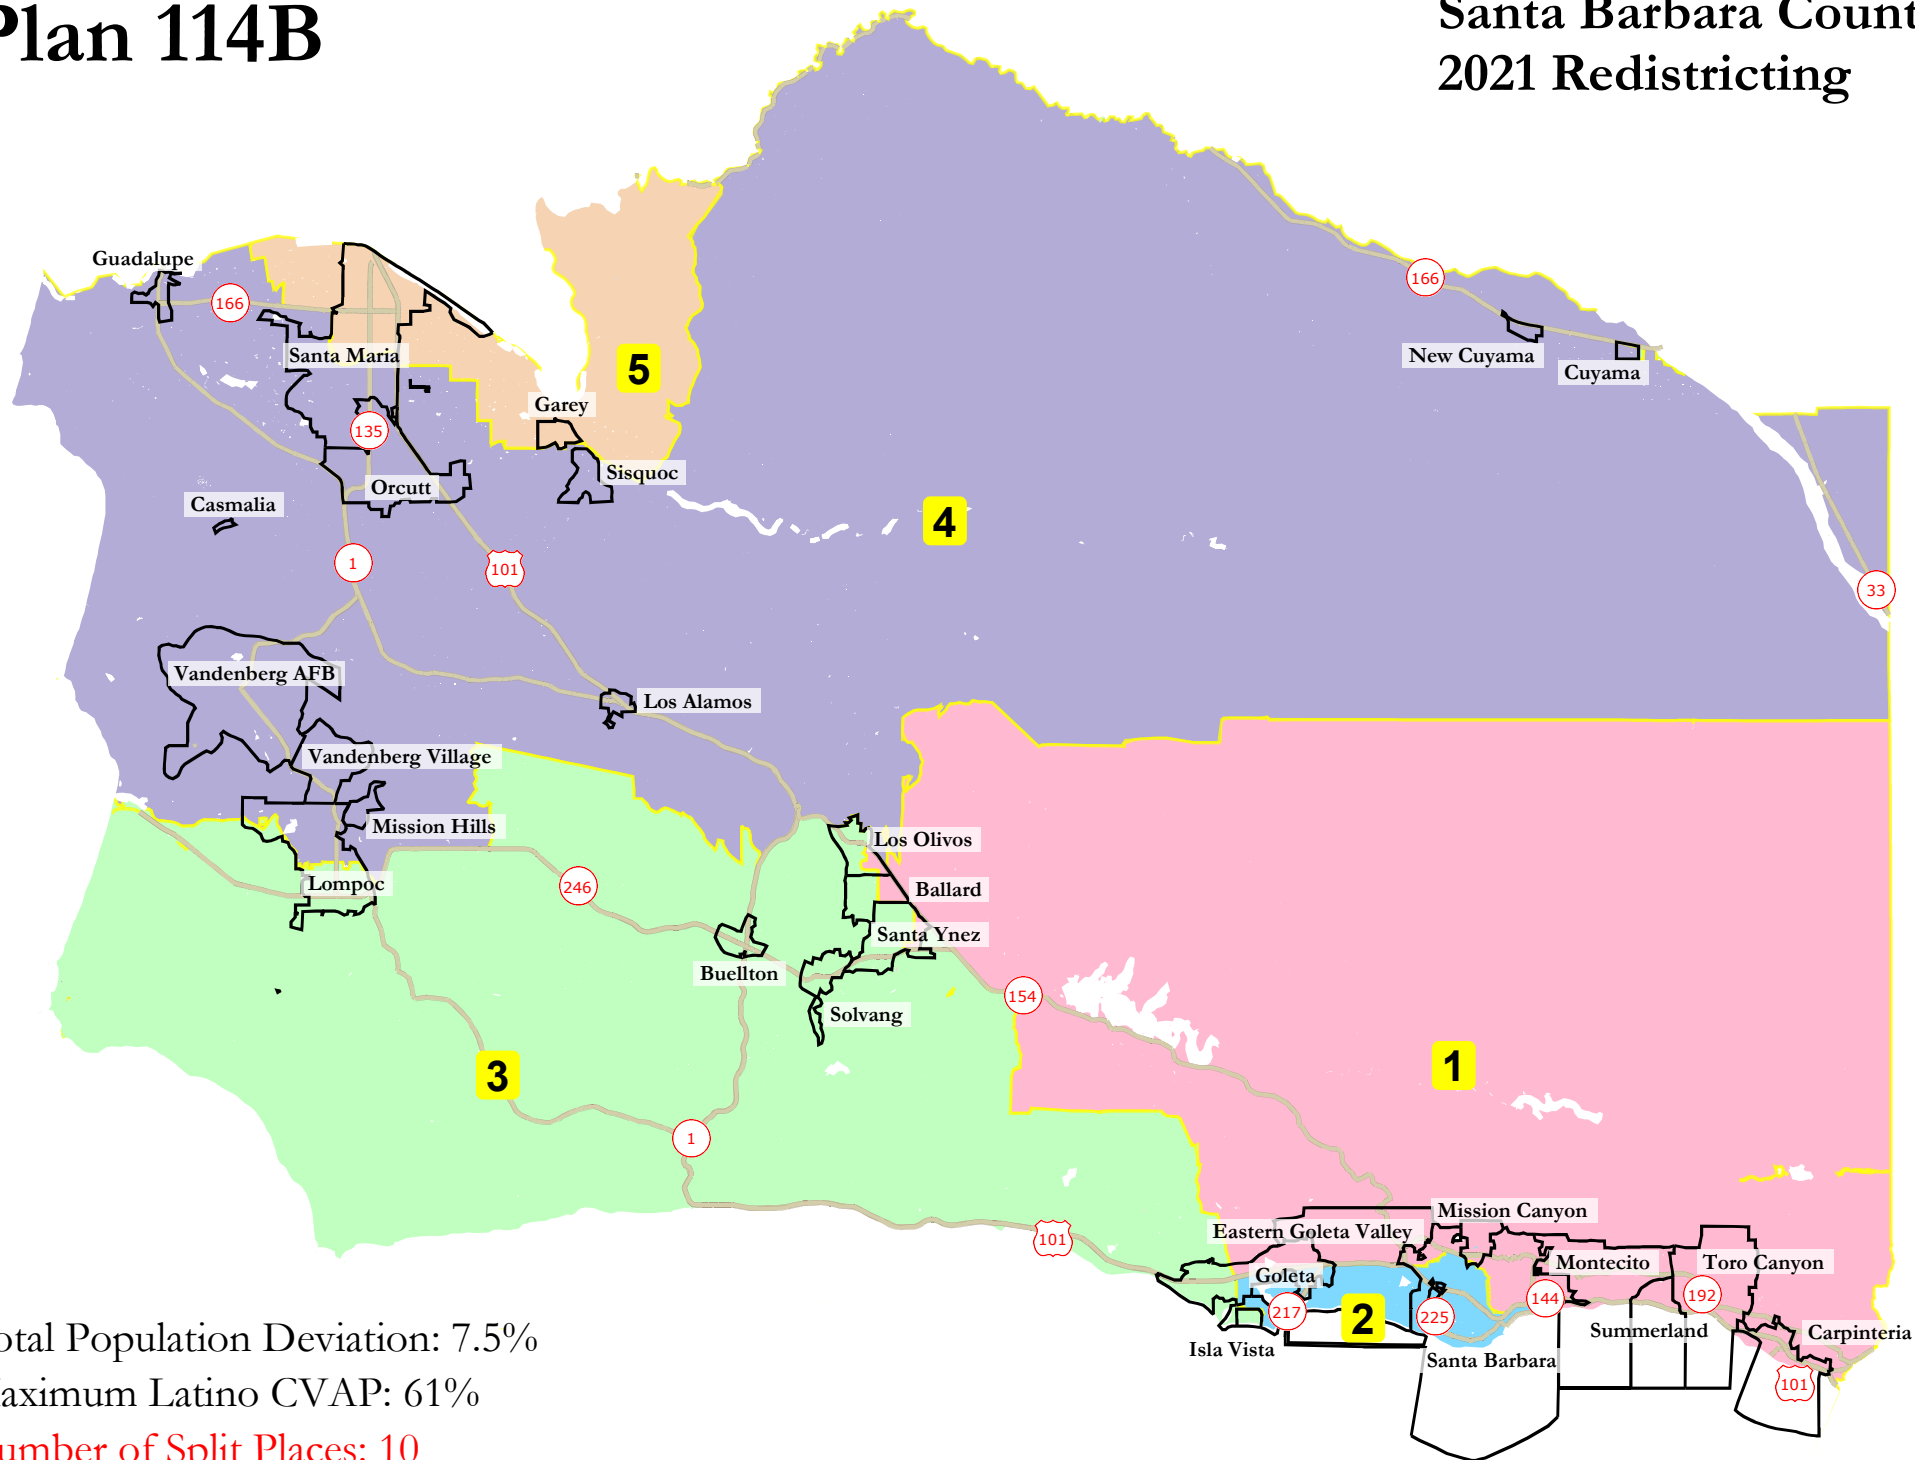 Plan 114B
Santa Barbara Count
2021 Redistricting
Guadalupe
166
Santa Maria
5
166
New Cuyama
Cuyama
Garey
135
Sisquoc
Orcutt
Casmalia
4
1
101
33
Vandenberg AFB
Los Alamos
Vandenberg Village
Mission Hills
Los Olivos
Lompoc
246
Ballard
Santa Ynez
Buellton
154
Solvang
3
1
1
Mission Canyon
Eastern Goleta Valley
101
Montecito
Toro Canyon
Goleta
217
2
225
144
192
Summerland
Carpinteria
Isla Vista
Santa Barbara
101
otal Population Deviation: 7.5%
aximum Latino CVAP: 61%
umber of Split Places: 10